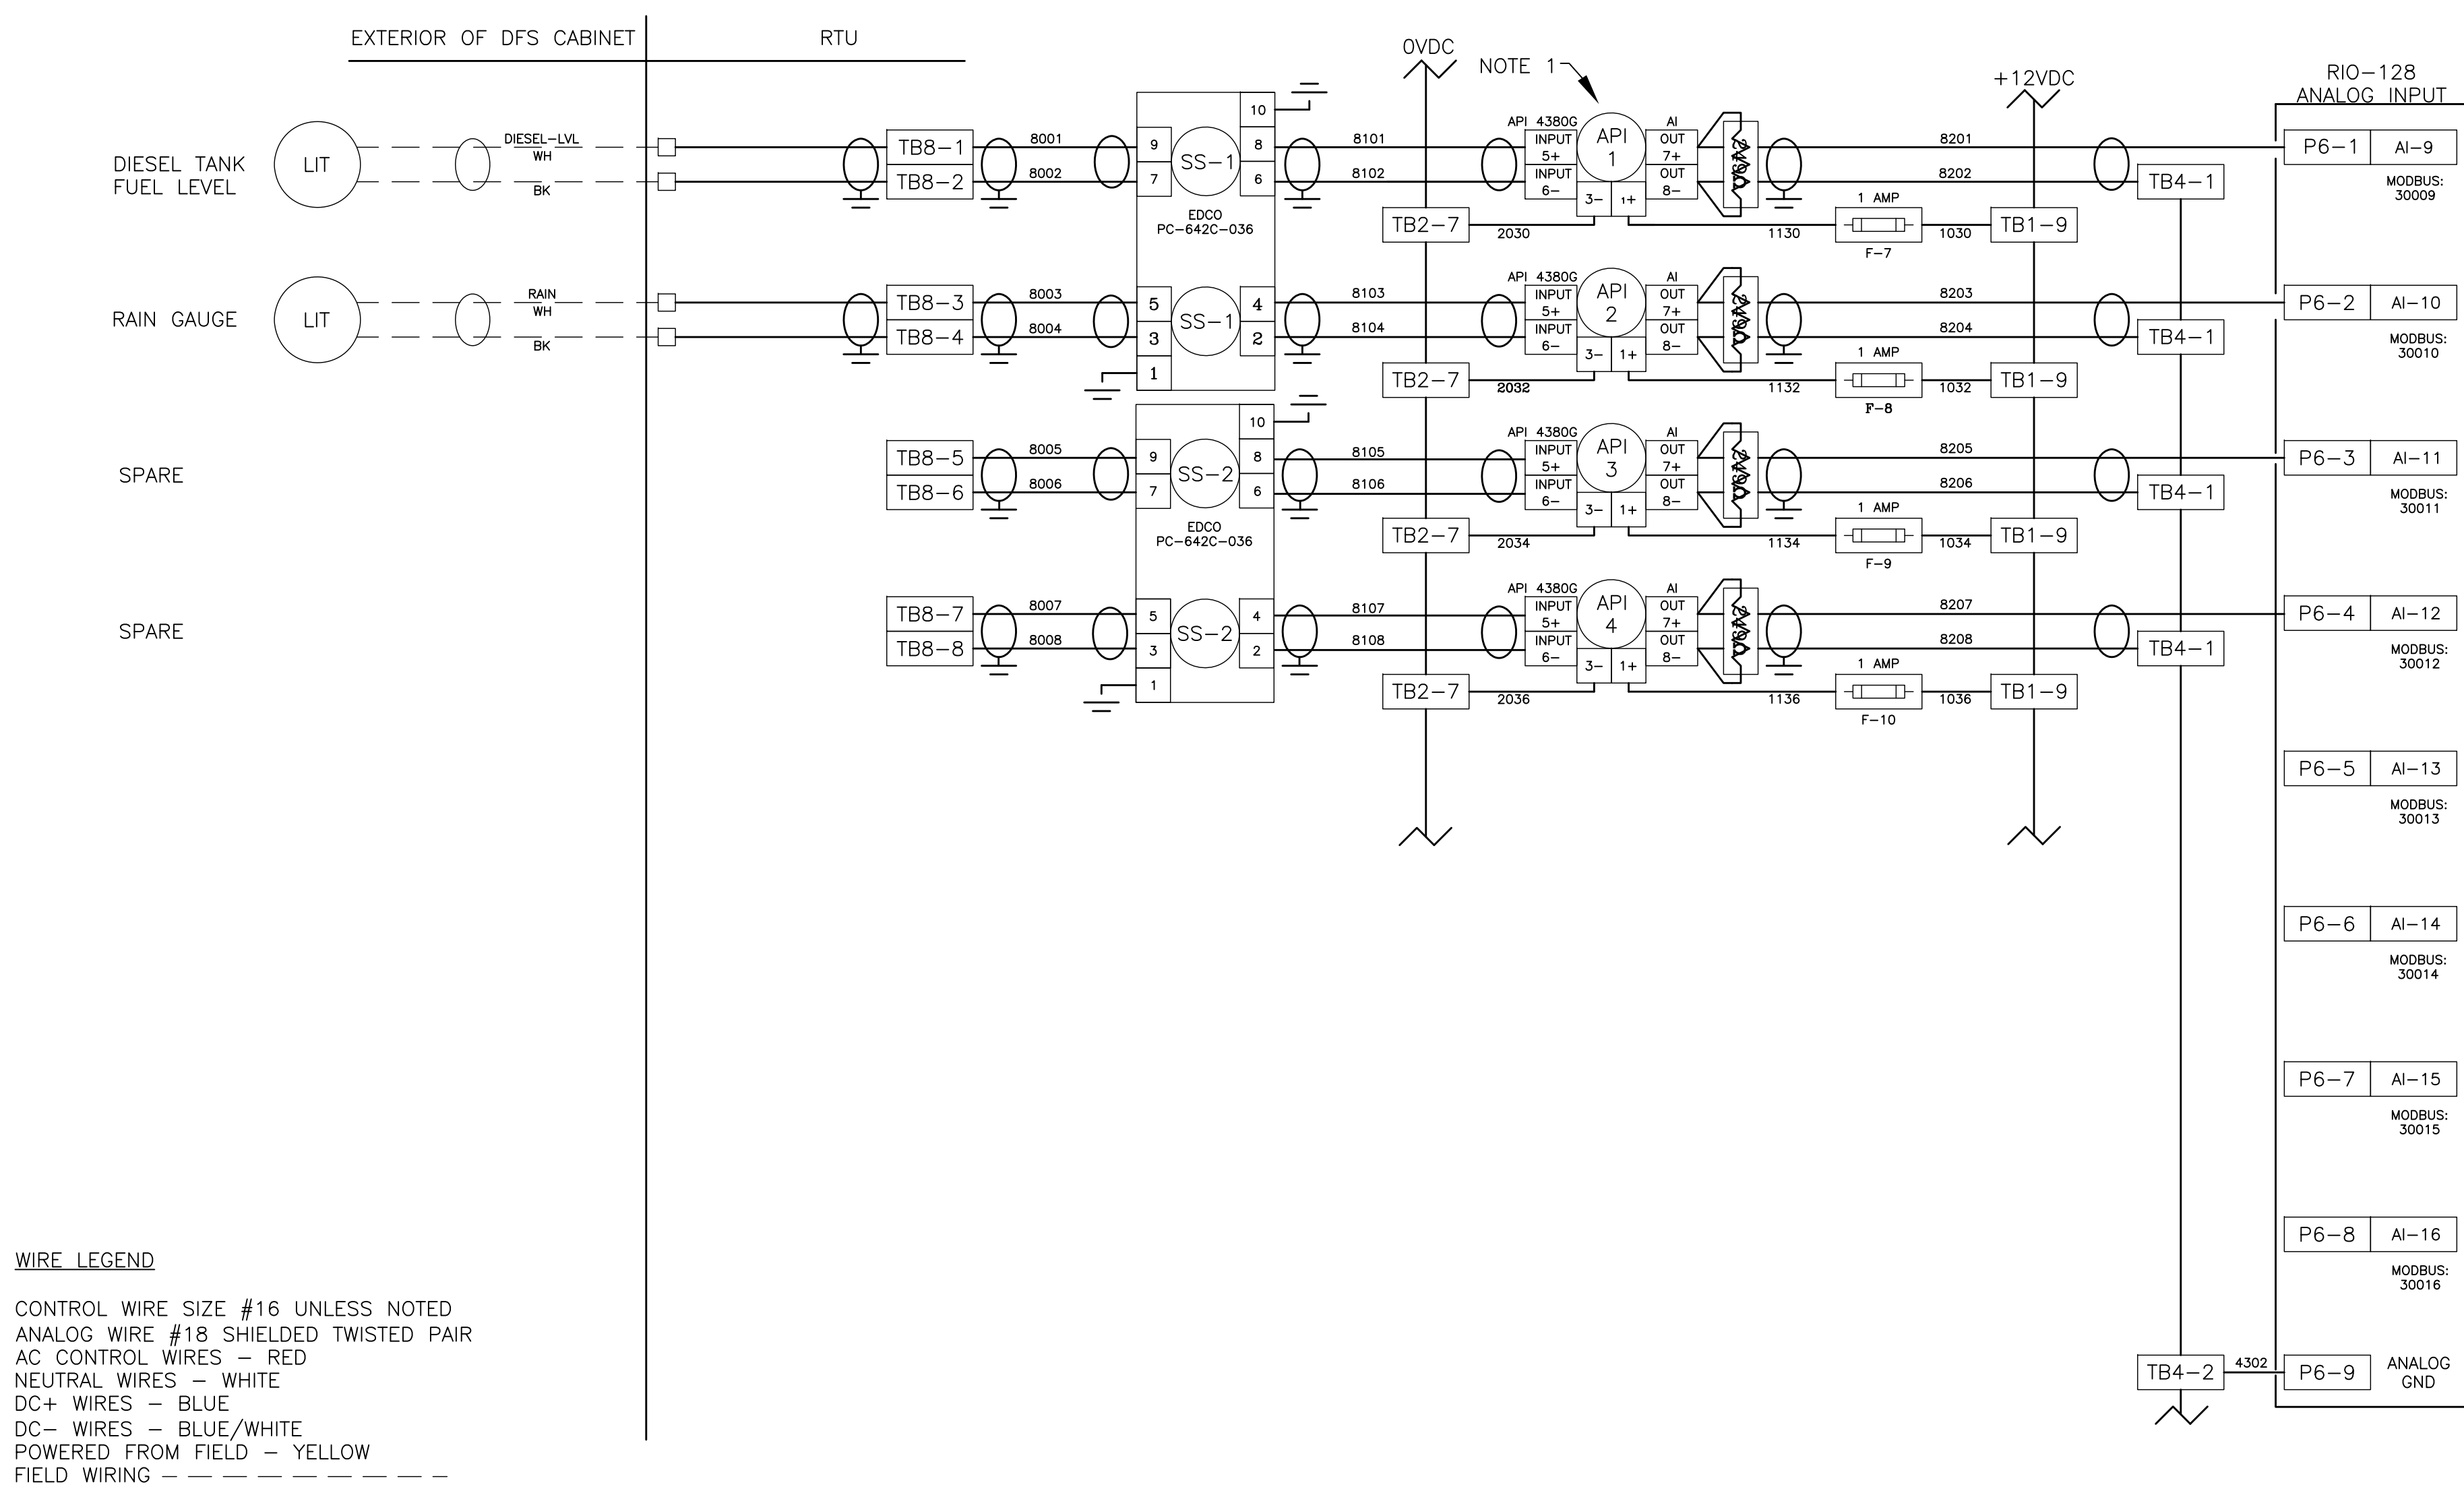 EXTERIOR OF DFS CABINET
RTU
0VDC
NOTE 1
+12VDC
RIO-128
ANALOG INPUT
DIESEL TANK
FUEL LEVEL
LIT
DIESEL-LVL
WH
BK
TB8-1
TB8-2
8001
8002
10
9
7
SS-1
8
6
EDCO
PC-642C-036
8101
8102
API 4380G
INPUT
5+
INPUT
6-
API
1
3-
1+
AI
OUT
7+
OUT
8-
249Ω
8201
8202
TB4-1
P6-1
AI-9
MODBUS:
30009
TB2-7
2030
1130
1 AMP
F-7
1030
TB1-9
RAIN GAUGE
LIT
RAIN
WH
BK
TB8-3
TB8-4
8003
8004
5
3
1
SS-1
4
2
8103
8104
API 4380G
INPUT
5+
INPUT
6-
API
2
3-
1+
AI
OUT
7+
OUT
8-
249Ω
8203
8204
TB4-1
P6-2
AI-10
MODBUS:
30010
TB2-7
2032
1132
1 AMP
F-8
1032
TB1-9
SPARE
TB8-5
TB8-6
8005
8006
10
9
7
SS-2
8
6
EDCO
PC-642C-036
8105
8106
API 4380G
INPUT
5+
INPUT
6-
API
3
3-
1+
AI
OUT
7+
OUT
8-
249Ω
8205
8206
TB4-1
P6-3
AI-11
MODBUS:
30011
TB2-7
2034
1134
1 AMP
F-9
1034
TB1-9
SPARE
TB8-7
TB8-8
8007
8008
5
3
1
SS-2
4
2
8107
8108
API 4380G
INPUT
5+
INPUT
6-
API
4
3-
1+
AI
OUT
7+
OUT
8-
249Ω
8207
8208
TB4-1
P6-4
AI-12
MODBUS:
30012
TB2-7
2036
1136
1 AMP
F-10
1036
TB1-9
P6-5
AI-13
MODBUS:
30013
P6-6
AI-14
MODBUS:
30014
P6-7
AI-15
MODBUS:
30015
P6-8
AI-16
MODBUS:
30016
TB4-2
4302
P6-9
ANALOG
GND
WIRE LEGEND
CONTROL WIRE SIZE #16 UNLESS NOTED
ANALOG WIRE #18 SHIELDED TWISTED PAIR
AC CONTROL WIRES - RED
NEUTRAL WIRES - WHITE
DC+ WIRES - BLUE
DC- WIRES - BLUE/WHITE
POWERED FROM FIELD - YELLOW
FIELD WIRING